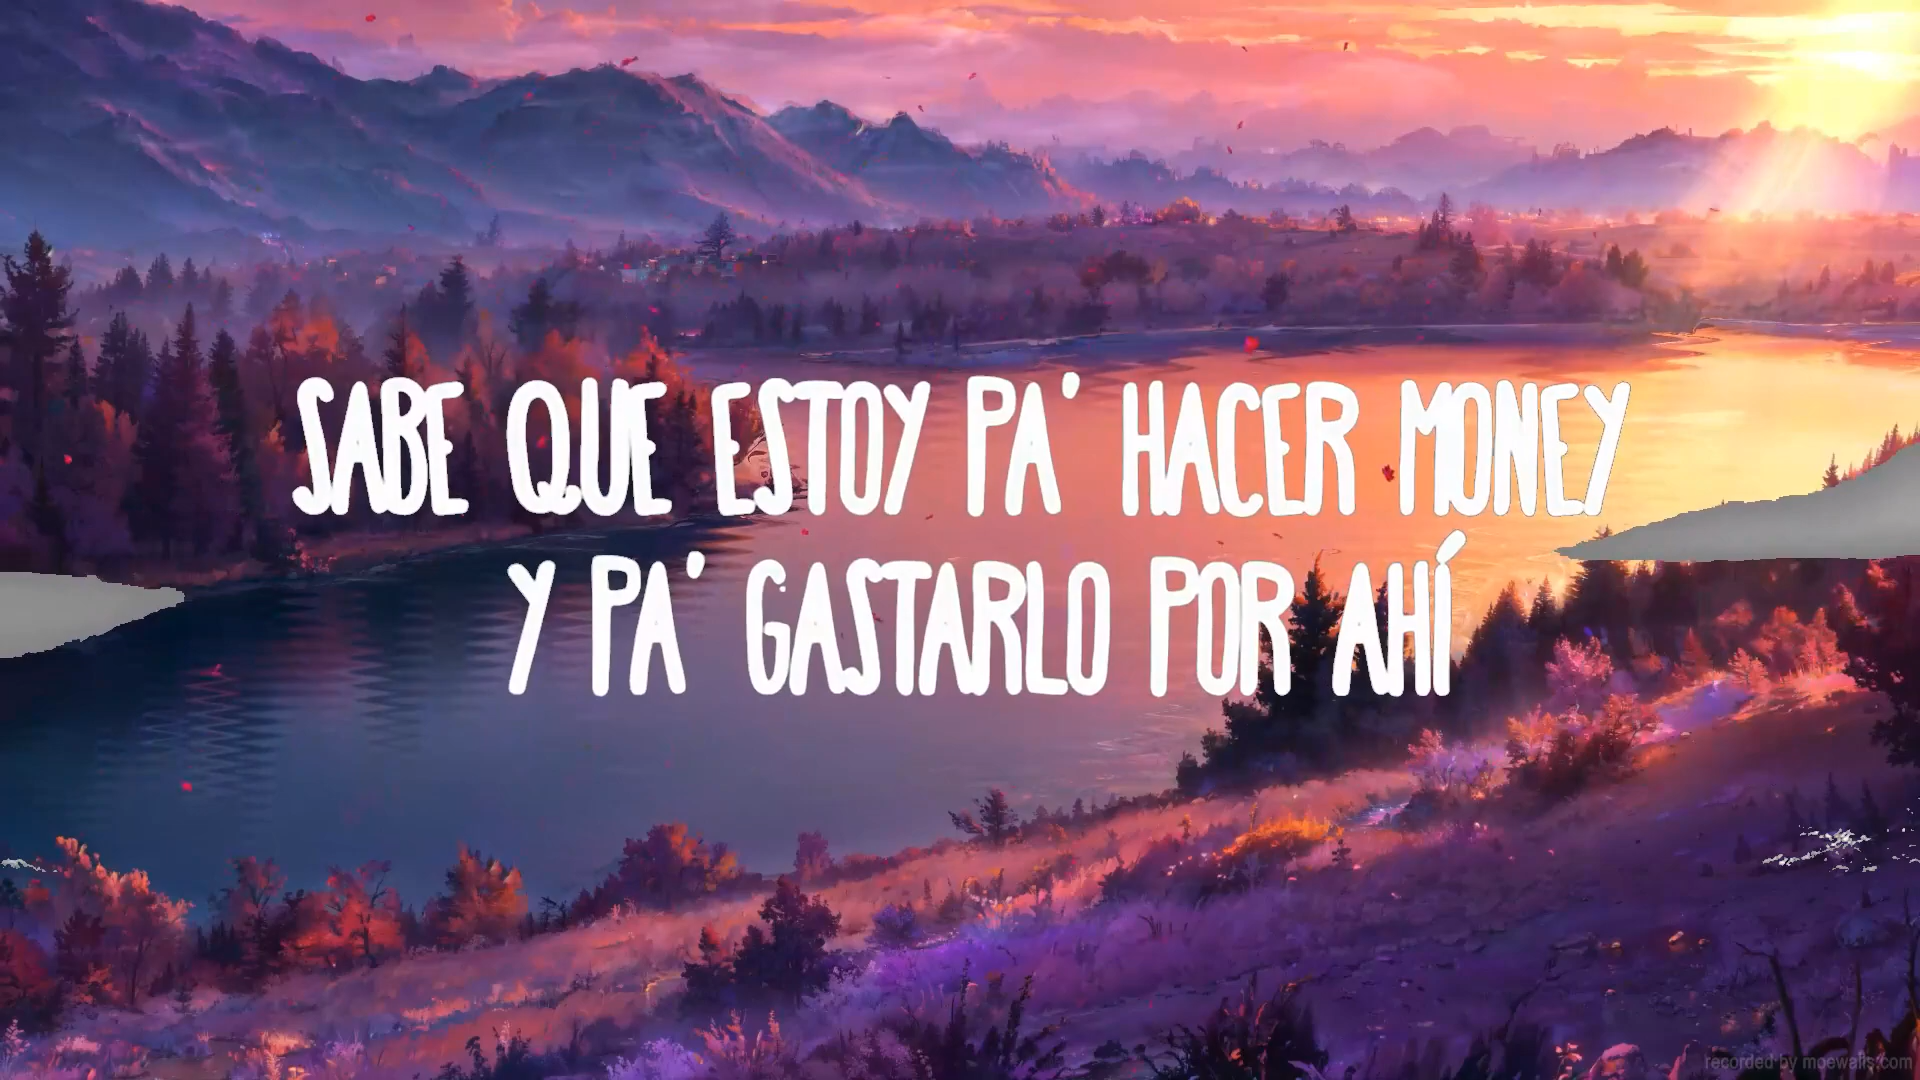 SABE QUE ESTOY PA' HACER MONEY
Y PA' GASTARLO POR AHÍ
recorded by moewalls.com